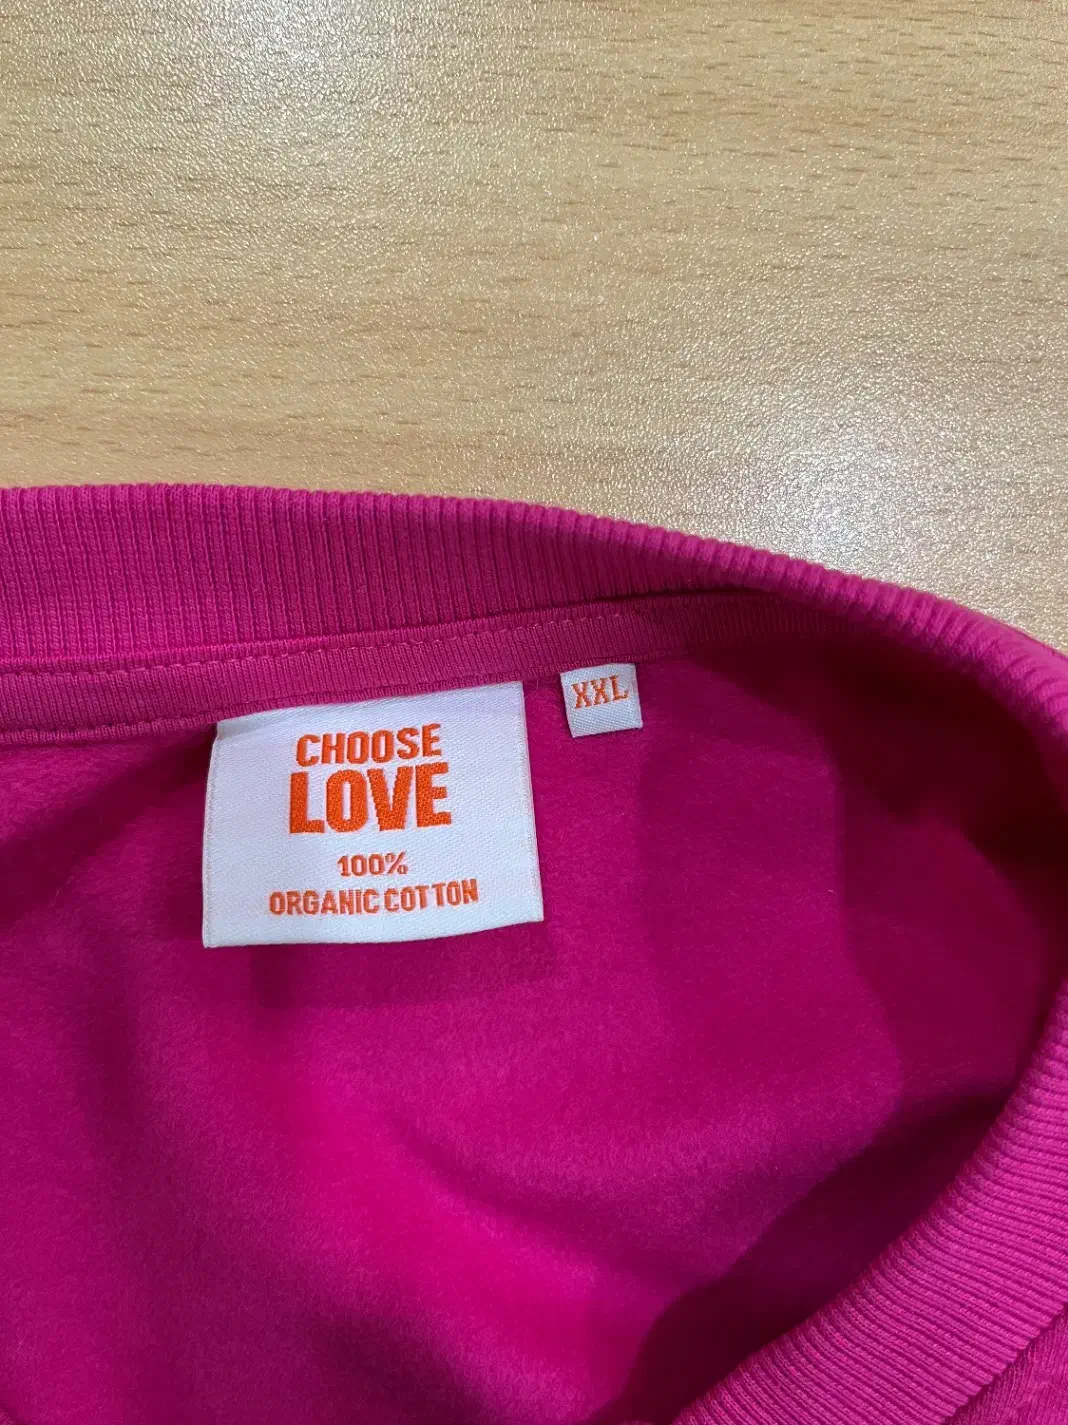 CHOOSE
LOVE
100%
ORGANIC COTTON
XXL